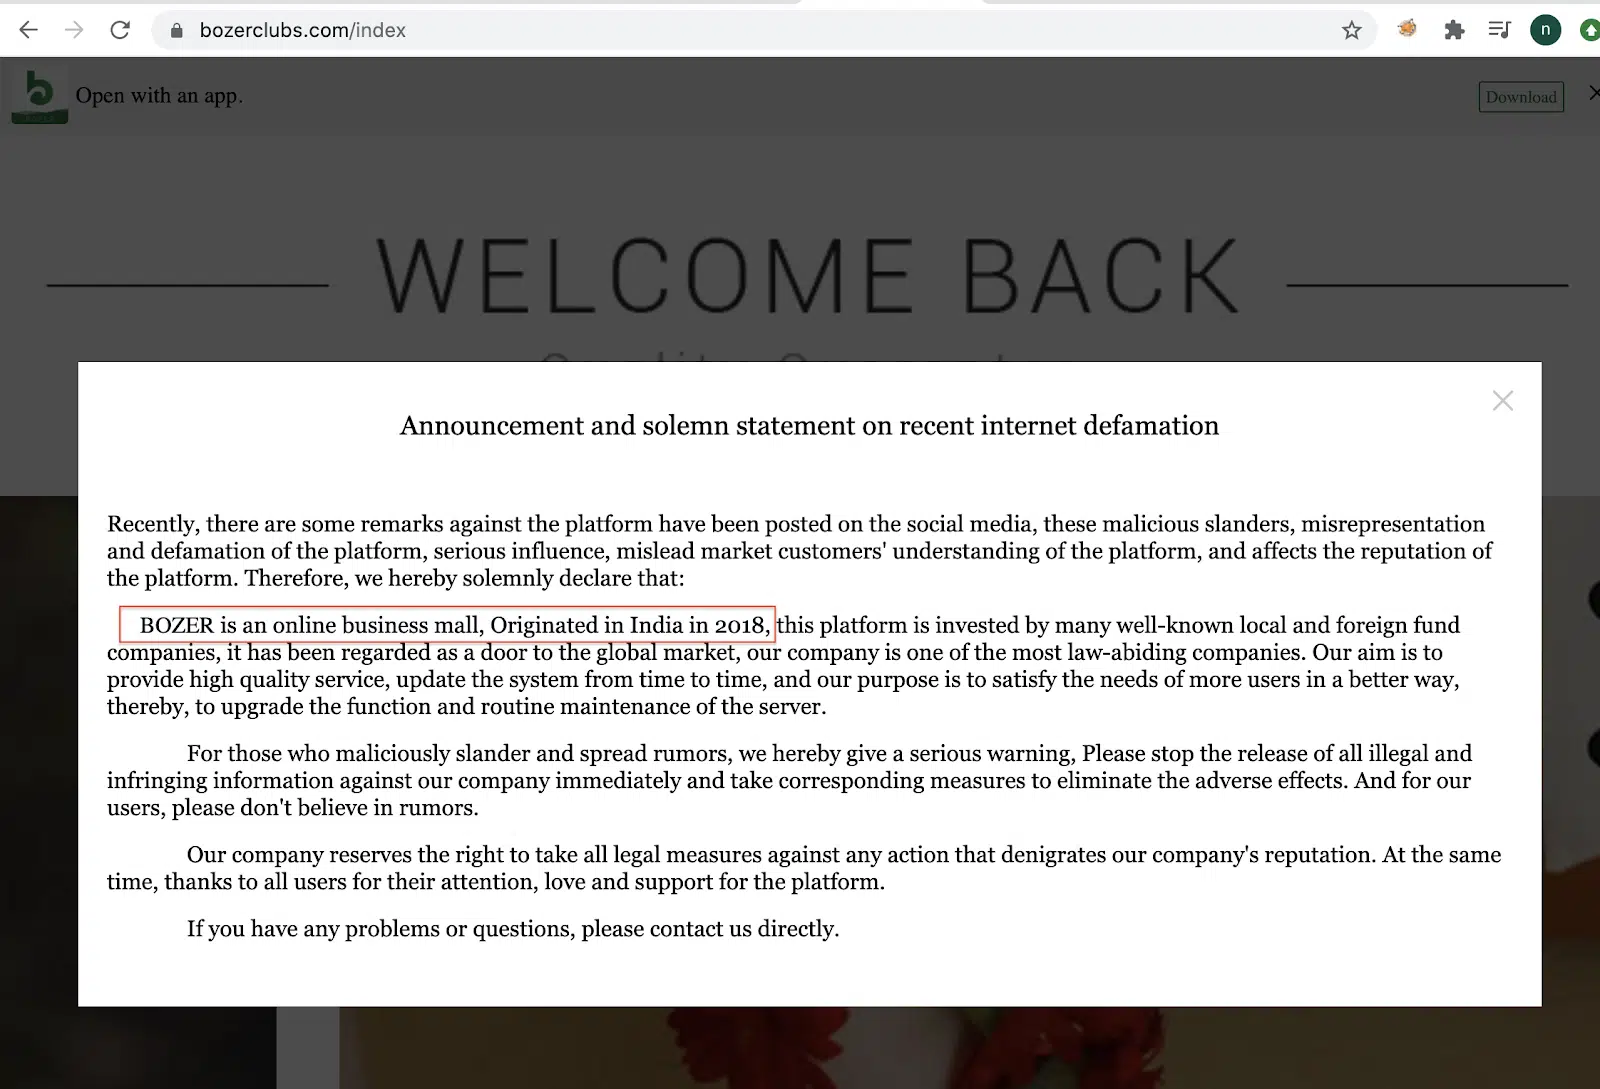 bozerclubs.com/index
n
Open with an app.
Download
WELCOME BACK
Announcement and solemn statement on recent internet defamation
Recently, there are some remarks against the platform have been posted on the social media, these malicious slanders, misrepresentation
and defamation of the platform, serious influence, mislead market customers' understanding of the platform, and affects the reputation of
the platform. Therefore, we hereby solemnly declare that:
BOZER is an online business mall, Originated in India in 2018, this platform is invested by many well-known local and foreign fund
companies, it has been regarded as a door to the global market, our company is one of the most law-abiding companies. Our aim is to
provide high quality service, update the system from time to time, and our purpose is to satisfy the needs of more users in a better way,
thereby, to upgrade the function and routine maintenance of the server.
For those who maliciously slander and spread rumors, we hereby give a serious warning, Please stop the release of all illegal and
infringing information against our company immediately and take corresponding measures to eliminate the adverse effects. And for our
users, please don't believe in rumors.
Our company reserves the right to take all legal measures against any action that denigrates our company's reputation. At the same
time, thanks to all users for their attention, love and support for the platform.
If you have any problems or questions, please contact us directly.